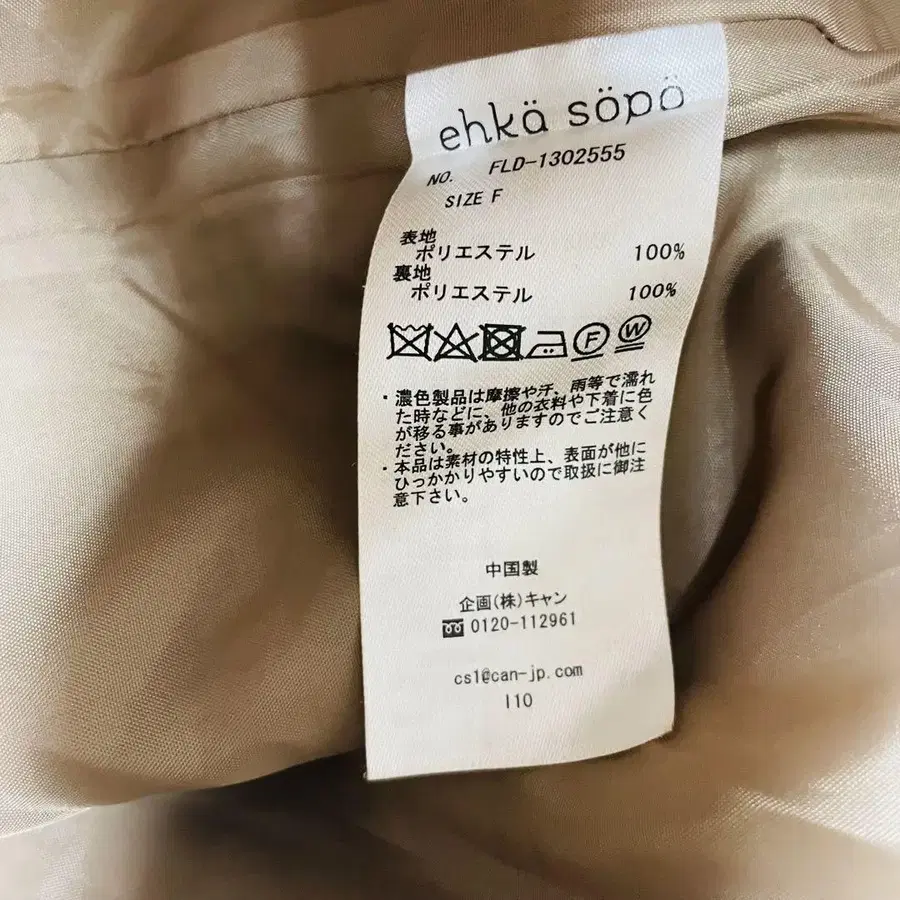 ehkä söpö
NO. FLD-1302555
SIZE F
表地
ポリエステル 100%
裏地
ポリエステル 100%
F W
・濃色製品は摩擦や汗、雨等で濡れ
た時などに、他の衣料や下着に色
が移る事がありますのでご注意く
ださい。
・本品は素材の特性上、表面が他に
ひっかかりやすいので取扱に御注
意下さい。
中国製
企画(株)キャン
0120-112961
cs1@can-jp.com
I10